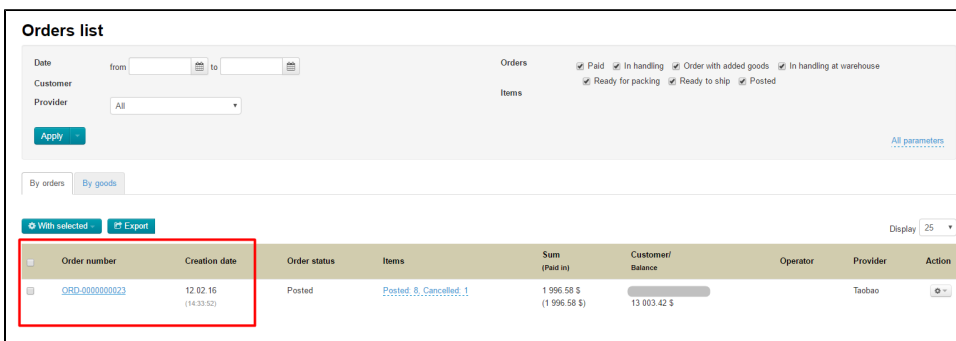 Orders list
Date from to Orders Paid In handling Order with added goods In handling at warehouse
Customer Ready for packing Ready to ship Posted
Provider All Items
Apply
All parameters
By orders By goods
With selected Export Display 25
Order number Creation date Order status Items Sum (Paid in) Customer/ Balance Operator Provider Action
ORD-0000000023 12.02.16 Posted Posted: 8, Cancelled: 1 1 996.58 $ Taobao
(14:33:52) (1 996.58 $) 13 003.42 $